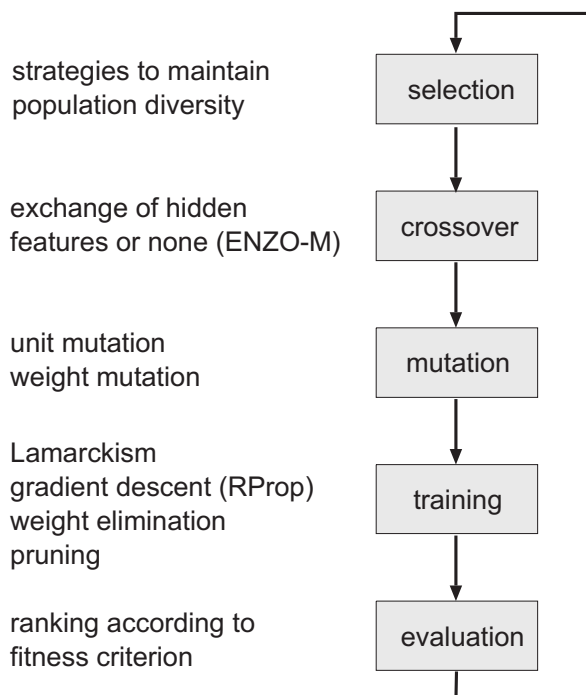 strategies to maintain
population diversity
selection
exchange of hidden
features or none (ENZO-M)
crossover
unit mutation
weight mutation
mutation
Lamarckism
gradient descent (RProp)
weight elimination
pruning
training
ranking according to
fitness criterion
evaluation